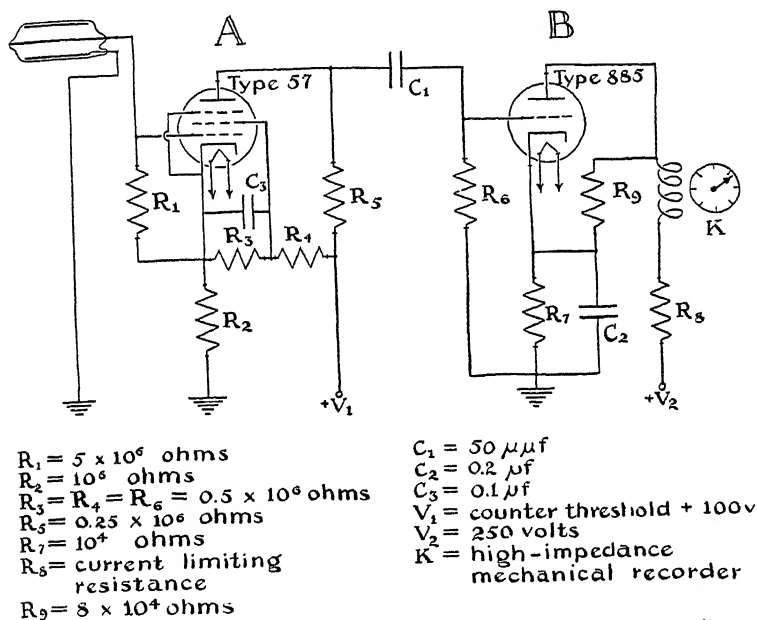 A
B
Type 57
Type 885
C₁
C₃
R₁
R₃
R₄
R₅
R₂
R₆
R₉
K
R₇
C₂
R₈
+V₁
+V₂
R₁ = 5 x 10⁶ ohms
R₂ = 10⁶ ohms
R₃ = R₄ = R₆ = 0.5 x 10⁶ ohms
R₅ = 0.25 x 10⁶ ohms
R₇ = 10⁴ ohms
R₈ = current limiting
resistance
R₉ = 8 x 10⁴ ohms
C₁ = 50 μμf
C₂ = 0.2 μf
C₃ = 0.1 μf
V₁ = counter threshold + 100v
V₂ = 250 volts
K = high-impedance
mechanical recorder